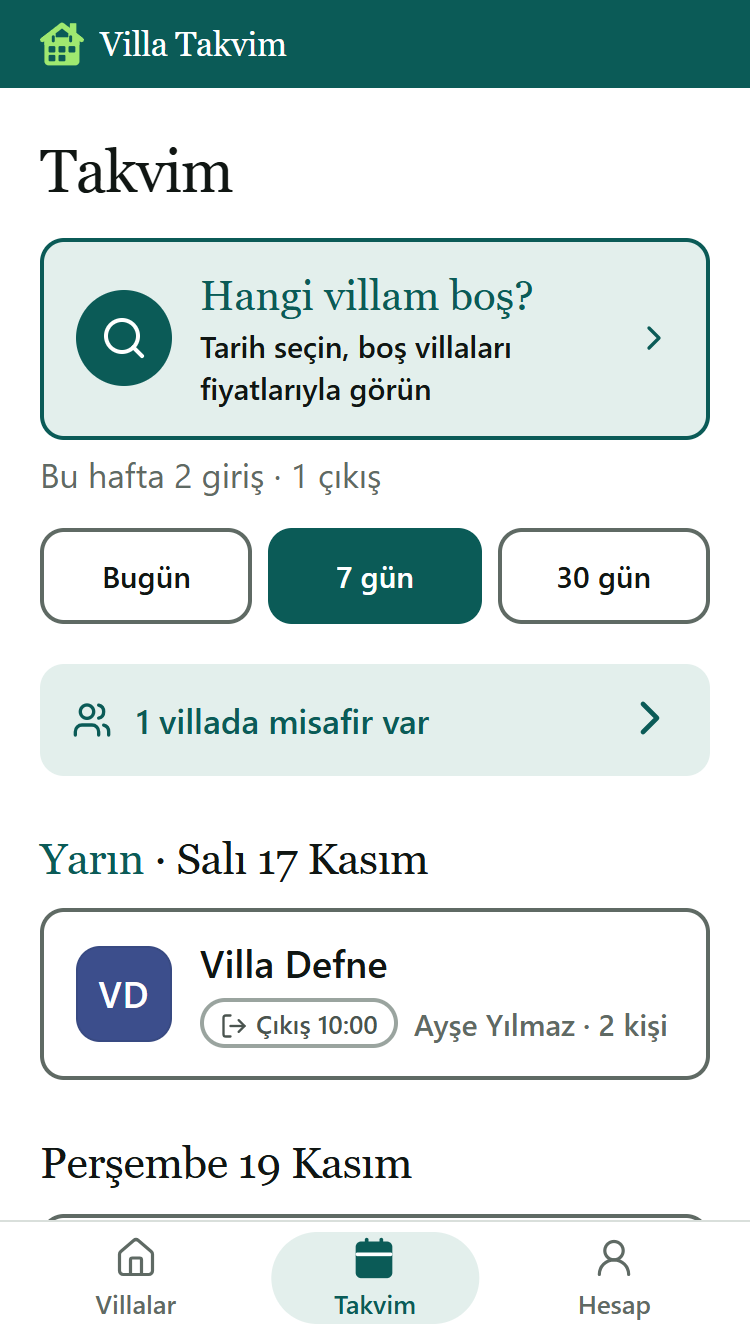 Villa Takvim
Takvim
Hangi villam boş?
Tarih seçin, boş villaları
fiyatlarıyla görün
Bu hafta 2 giriş · 1 çıkış
Bugün
7 gün
30 gün
1 villada misafir var
Yarın · Salı 17 Kasım
VD
Villa Defne
Çıkış 10:00
Ayşe Yılmaz · 2 kişi
Perşembe 19 Kasım
Villalar
Takvim
Hesap